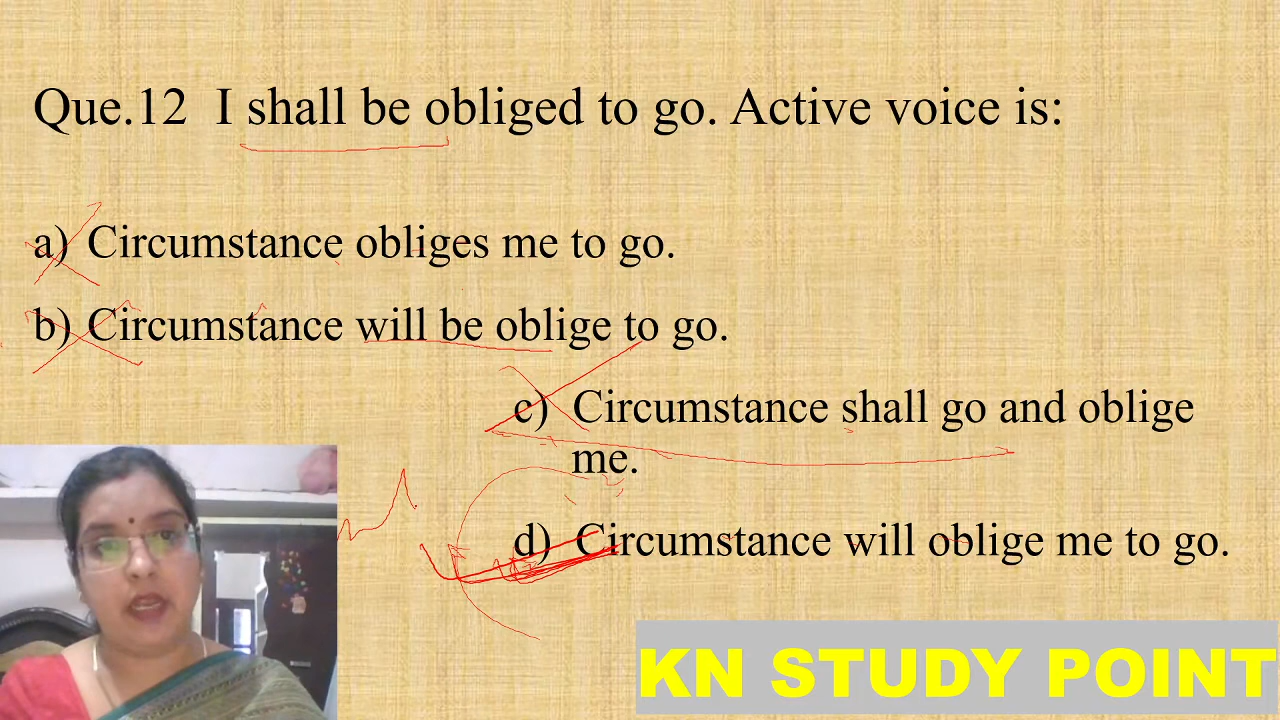 Que.12 I shall be obliged to go. Active voice is:
a) Circumstance obliges me to go.
b) Circumstance will be oblige to go.
c) Circumstance shall go and oblige
me.
d) Circumstance will oblige me to go.
KN STUDY POINT